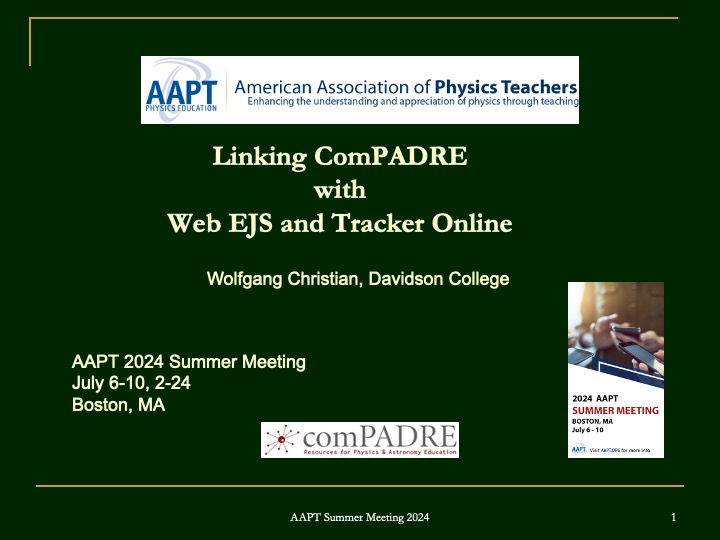 AAPT
PHYSICS EDUCATION
American Association of Physics Teachers
Enhancing the understanding and appreciation of physics through teaching
Linking ComPADRE
with
Web EJS and Tracker Online
Wolfgang Christian, Davidson College
AAPT 2024 Summer Meeting
July 6-10, 2-24
Boston, MA
2024 AAPT
SUMMER MEETING
BOSTON, MA
July 6 - 10
AAPT
Visit AAPT.ORG for more info
comPADRE
Resources for Physics & Astronomy Education
AAPT Summer Meeting 2024
1